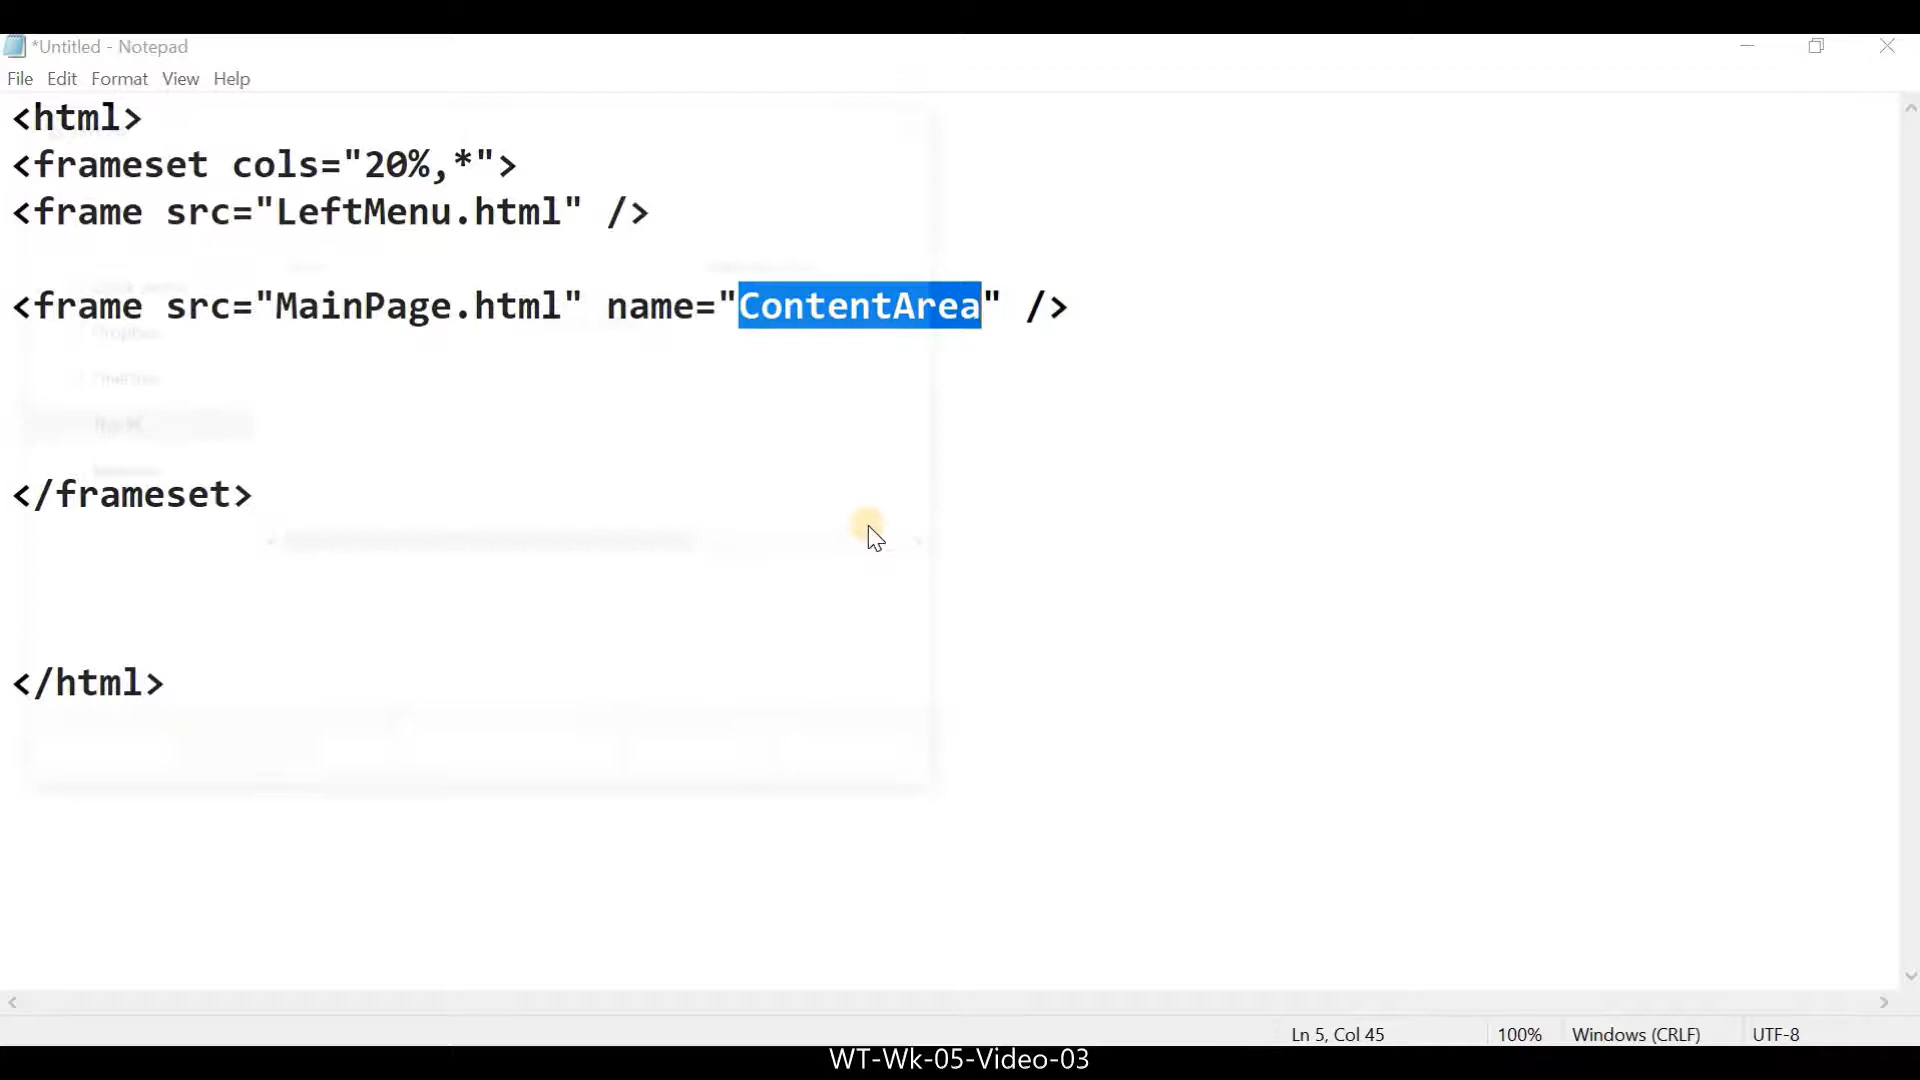 *Untitled - Notepad
File Edit Format View Help
<html>
<frameset cols="20%,*">
<frame src="LeftMenu.html" />
<frame src="MainPage.html" name="ContentArea" />
</frameset>
</html>
Ln 5, Col 45 100% Windows (CRLF) UTF-8
WT-Wk-05-Video-03